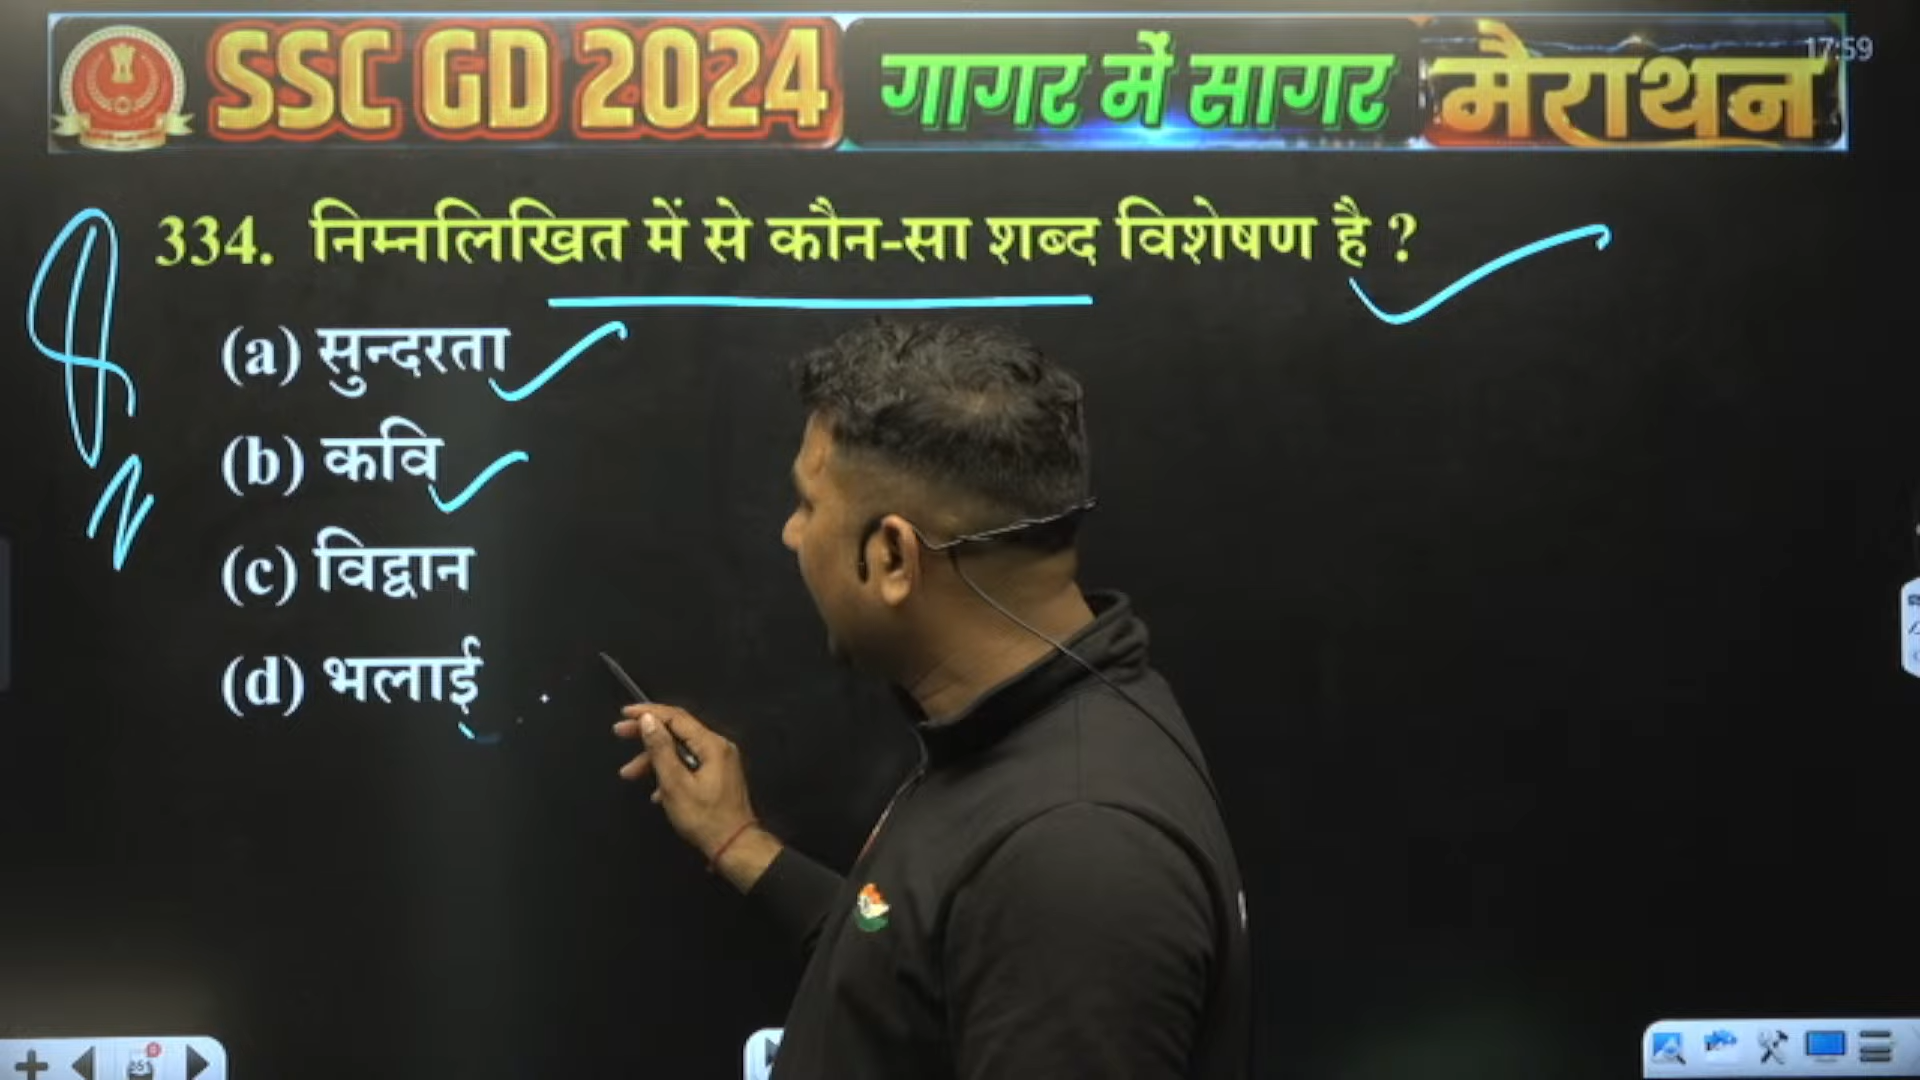 SSC GD 2024 गागर में सागर मैराथन
17:59
334. निम्नलिखित में से कौन-सा शब्द विशेषण है ?
(a) सुन्दरता
(b) कवि
(c) विद्वान
(d) भलाई